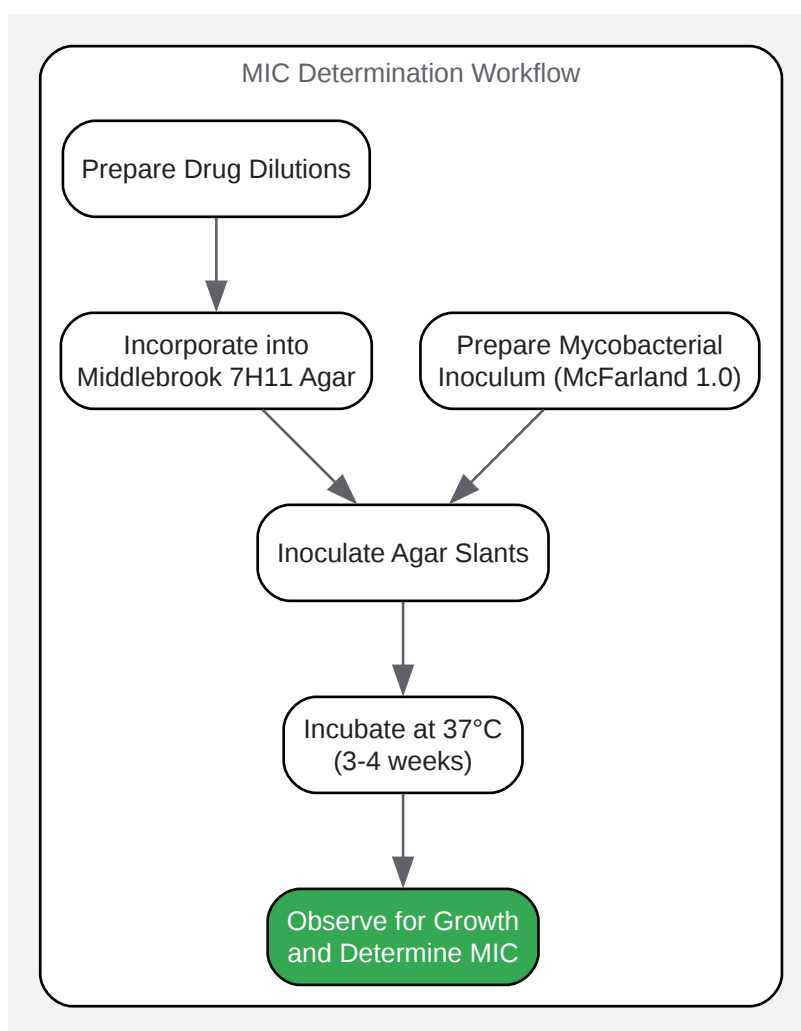 MIC Determination Workflow
Prepare Drug Dilutions
Incorporate into
Middlebrook 7H11 Agar
Prepare Mycobacterial
Inoculum (McFarland 1.0)
Inoculate Agar Slants
Incubate at 37°C
(3-4 weeks)
Observe for Growth
and Determine MIC